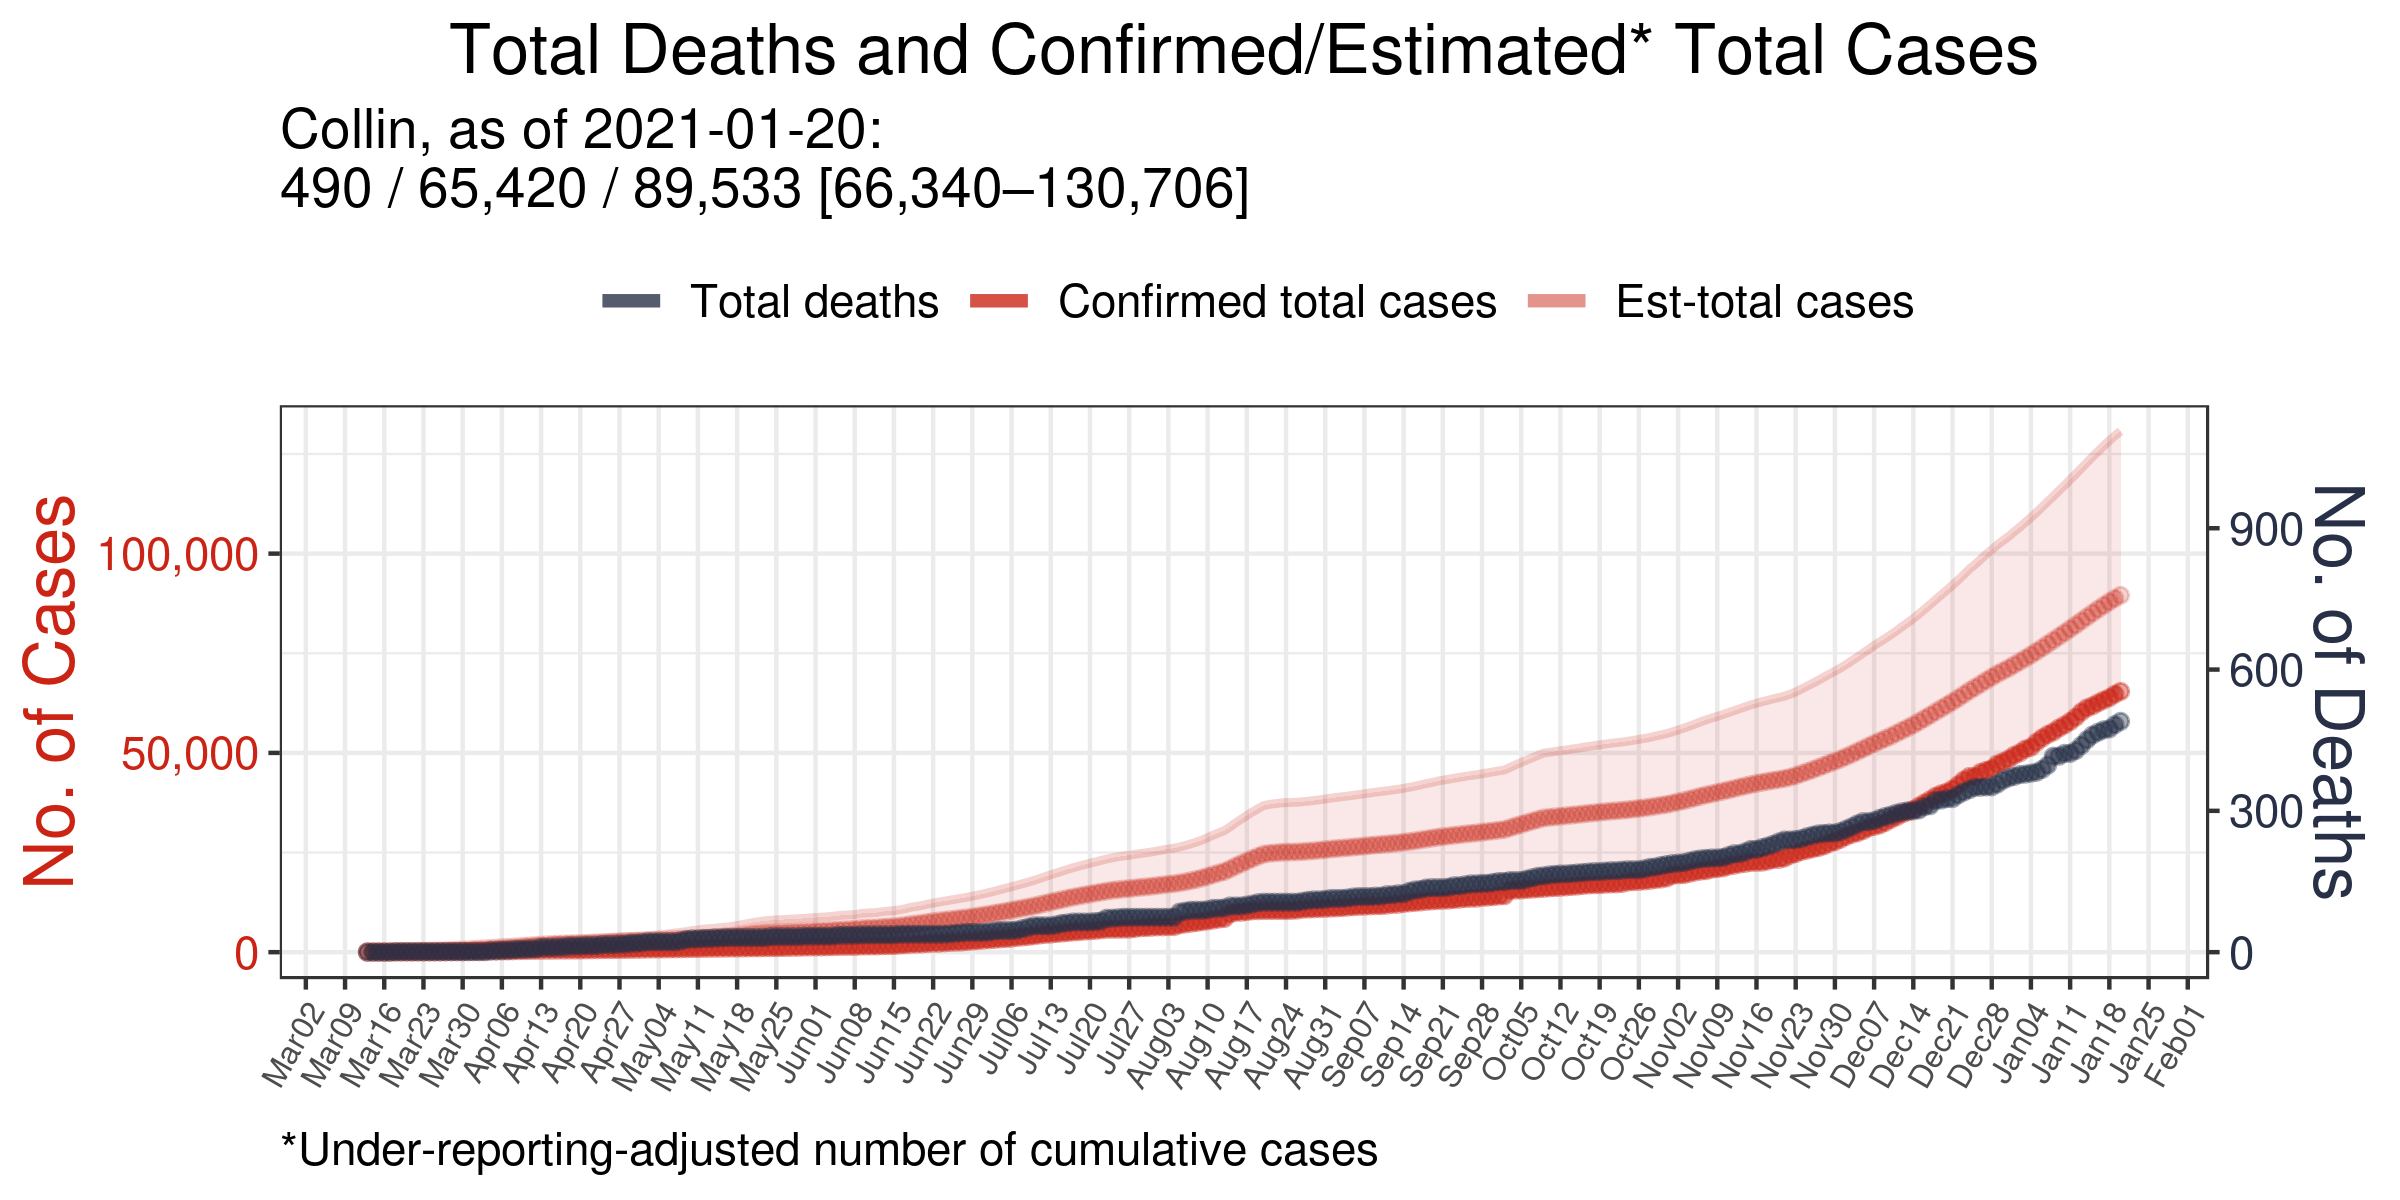 Total Deaths and Confirmed/Estimated* Total Cases
Collin, as of 2021-01-20:
490 / 65,420 / 89,533 [66,340–130,706]
Total deaths
Confirmed total cases
Est-total cases
No. of Cases
100,000
50,000
0
900
600
300
0
No. of Deaths
Mar02
Mar09
Mar16
Mar23
Mar30
Apr06
Apr13
Apr20
Apr27
May04
May11
May18
May25
Jun01
Jun08
Jun15
Jun22
Jun29
Jul06
Jul13
Jul20
Jul27
Aug03
Aug10
Aug17
Aug24
Aug31
Sep07
Sep14
Sep21
Sep28
Oct05
Oct12
Oct19
Oct26
Nov02
Nov09
Nov16
Nov23
Nov30
Dec07
Dec14
Dec21
Dec28
Jan04
Jan11
Jan18
Jan25
Feb01
*Under-reporting-adjusted number of cumulative cases